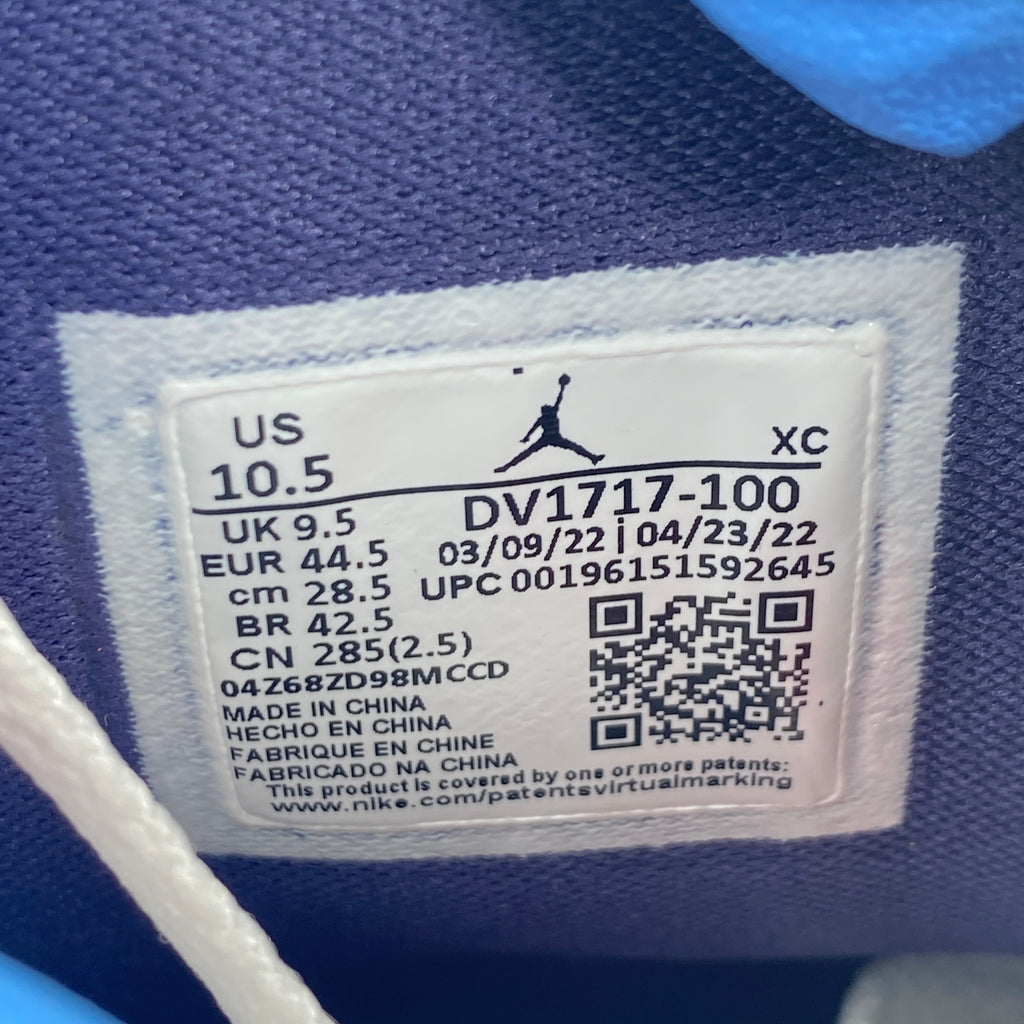 US
10.5
XC
UK 9.5
EUR 44.5
cm 28.5
BR 42.5
CN 285(2.5)
04Z68ZD98MCCD
DV1717-100
03/09/22 | 04/23/22
UPC 00196151592645
MADE IN CHINA
HECHO EN CHINA
FABRIQUE EN CHINE
FABRICADO NA CHINA
This product is covered by one or more patents:
www.nike.com/patentsvirtualmarking